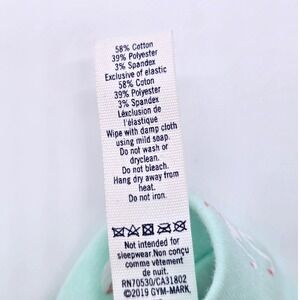 58% Cotton
39% Polyester
3% Spandex
Exclusive of elastic
58% Coton
39% Polyester
3% Spandex
Léxclusion de
l'élastique
Wipe with damp cloth
using mild soap.
Do not wash or
dryclean.
Do not bleach.
Hang dry away from
heat.
Do not iron.
Not intended for
sleepwear.Non
conçu comme
vêtement
de nuit.
RN70530/CA31802
©2019 GYM-MARK,